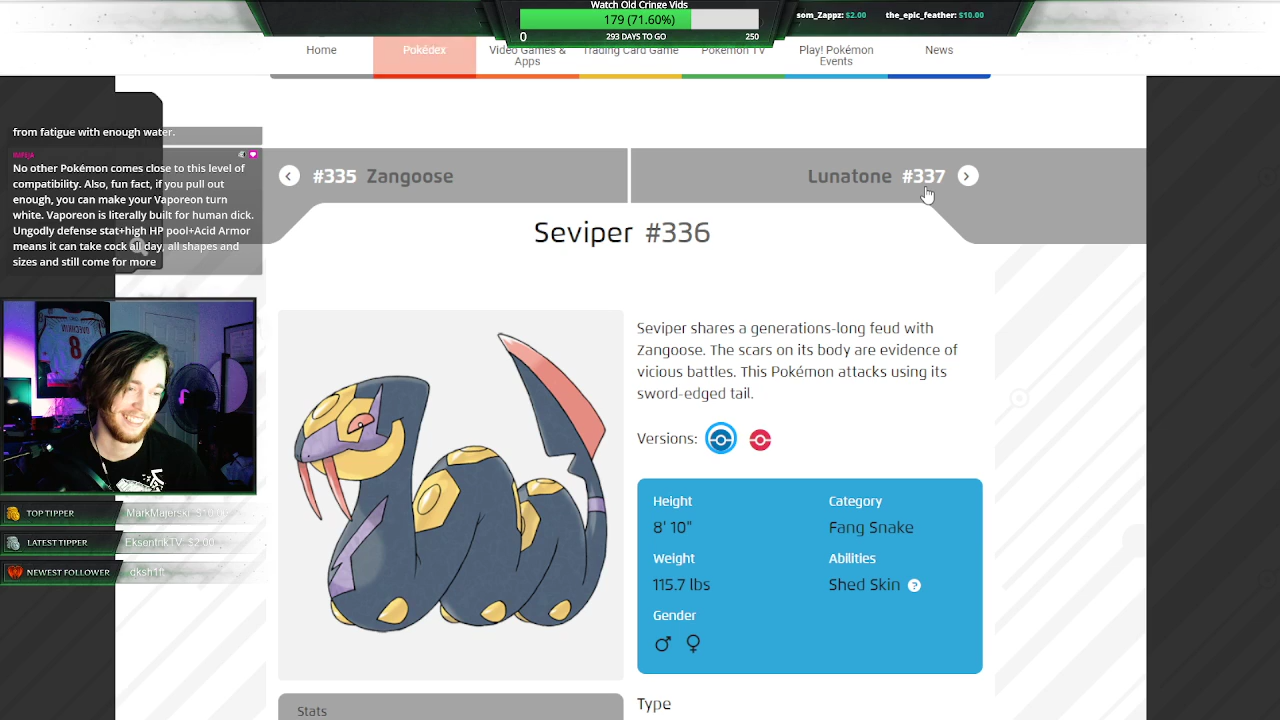 Watch Old Cringe Vids
179 (71.60%)
0 293 DAYS TO GO 250
som_Zappz: $2.00 the_epic_feather: $10.00
Home Pokédex Video Games & Apps Trading Card Game Pokémon TV Play! Pokémon Events News
from fatigue with enough water.
No other Pokémon comes close to this level of
compatibility. Also, fun fact, if you pull out
enough, you can make your Vaporeon turn
white. Vaporeon is literally built for human dick.
Ungodly defense stat+high HP pool+Acid Armor
means it can take cock all day, all shapes and
sizes and still come for more
#335 Zangoose
Lunatone #337
Seviper #336
Seviper shares a generations-long feud with
Zangoose. The scars on its body are evidence of
vicious battles. This Pokémon attacks using its
sword-edged tail.
Versions:
Height
8' 10"
Category
Fang Snake
Weight
115.7 lbs
Abilities
Shed Skin ?
Gender
Type
Stats
8
TOP TIPPER
LATEST TIPPER EksentrikTV: $2.00
NEWEST FOLLOWER